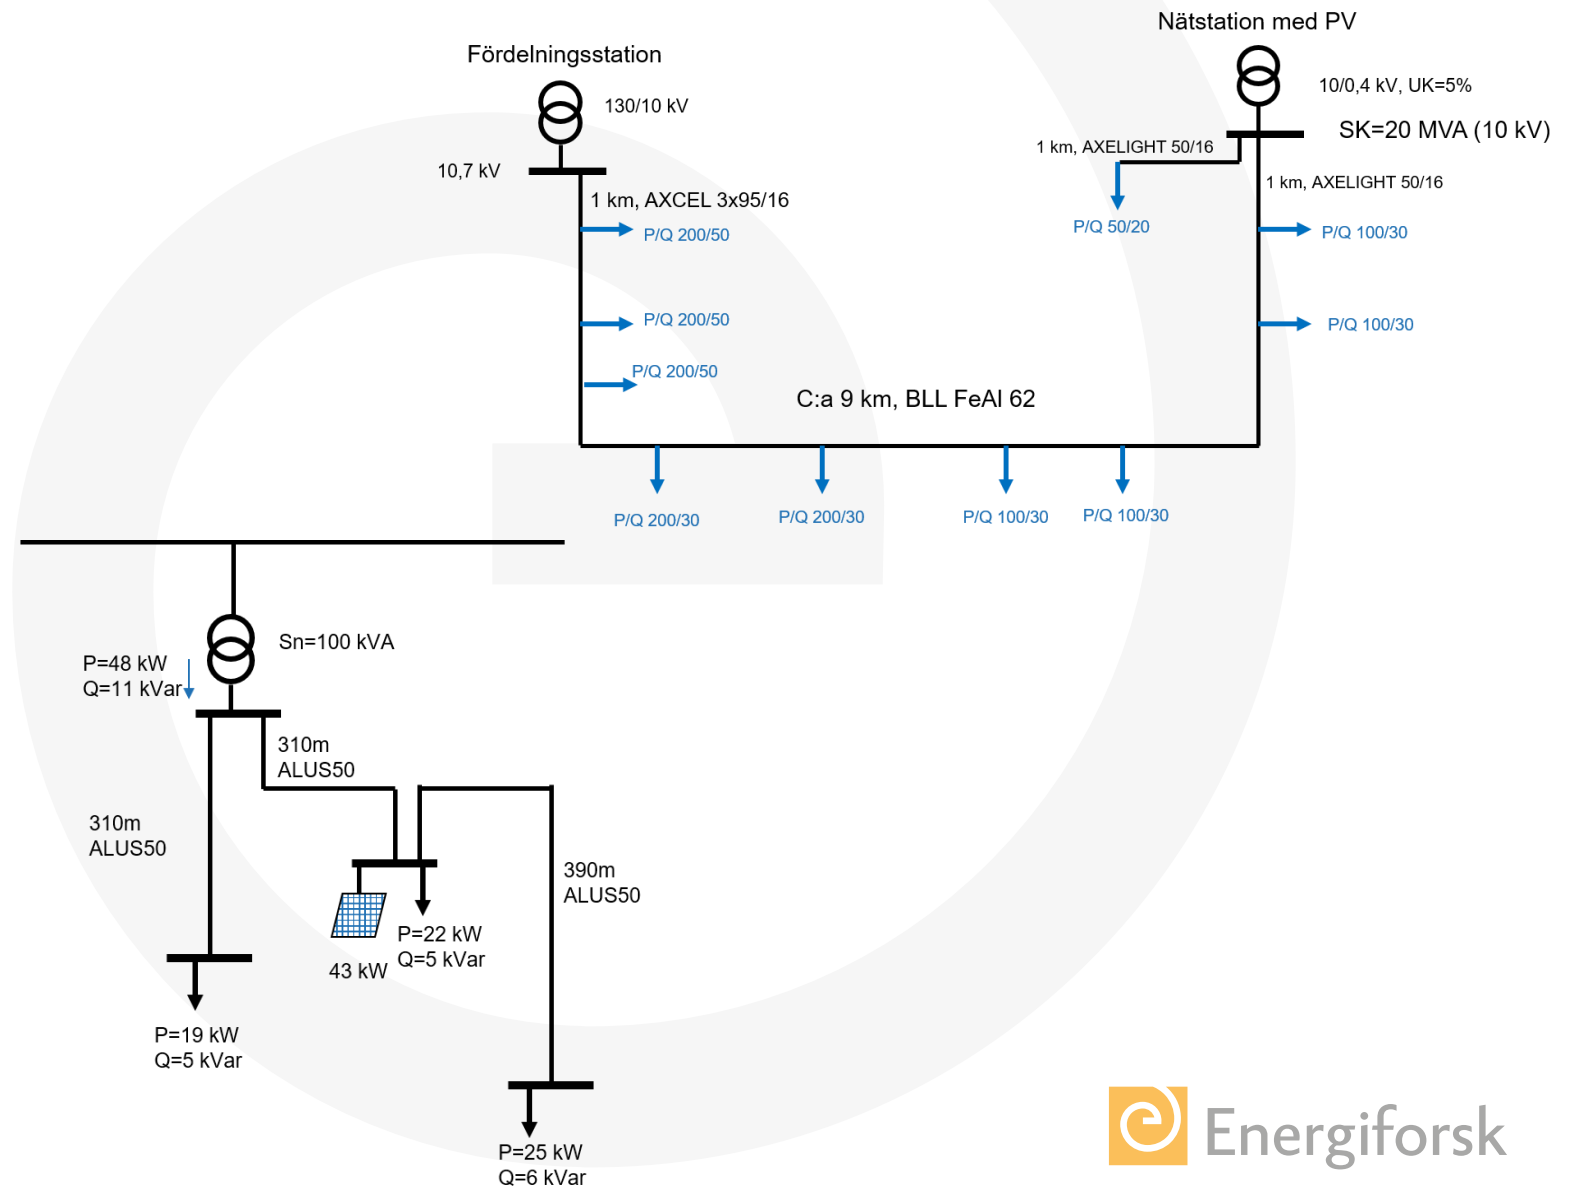 Nätstation med PV
Fördelningsstation
10/0,4 kV, UK=5%
130/10 kV
SK=20 MVA (10 kV)
1 km, AXELIGHT 50/16
10,7 kV
1 km, AXELIGHT 50/16
1 km, AXCEL 3x95/16
P/Q 50/20
P/Q 200/50
P/Q 100/30
P/Q 200/50
P/Q 100/30
P/Q 200/50
C:a 9 km, BLL FeAl 62
P/Q 200/30
P/Q 200/30
P/Q 100/30
P/Q 100/30
Sn=100 kVA
P=48 kW
Q=11 kVar
310m
ALUS50
310m
ALUS50
390m
ALUS50
P=22 kW
Q=5 kVar
43 kW
P=19 kW
Q=5 kVar
P=25 kW
Q=6 kVar
Energiforsk